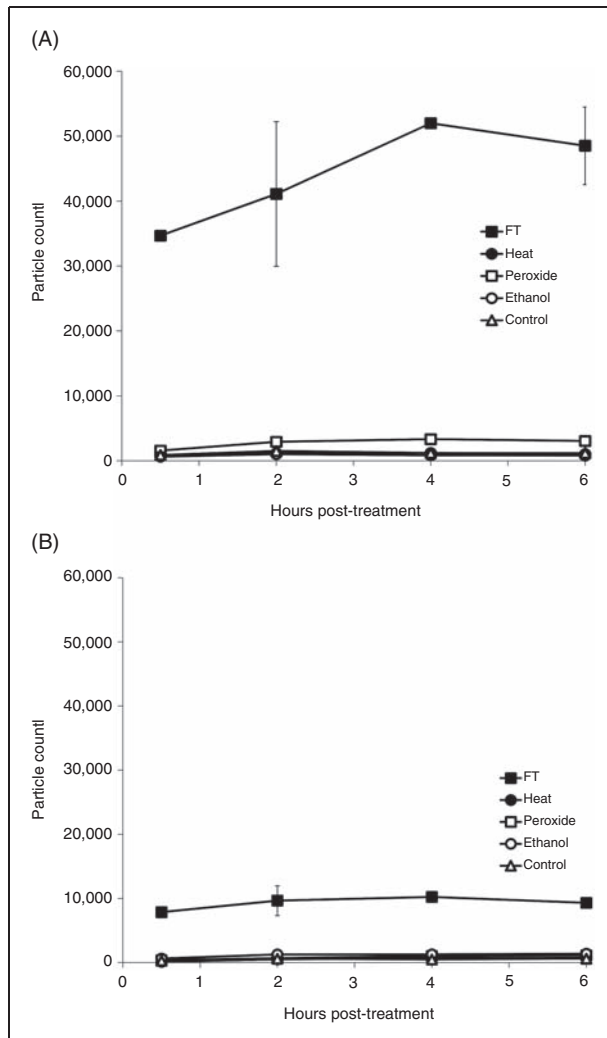 (A)
60,000
50,000
40,000
30,000
20,000
10,000
0
Particle countl
FT
Heat
Peroxide
Ethanol
Control
0 1 2 3 4 5 6
Hours post-treatment
(B)
60,000
50,000
40,000
30,000
20,000
10,000
0
Particle countl
FT
Heat
Peroxide
Ethanol
Control
0 1 2 3 4 5 6
Hours post-treatment